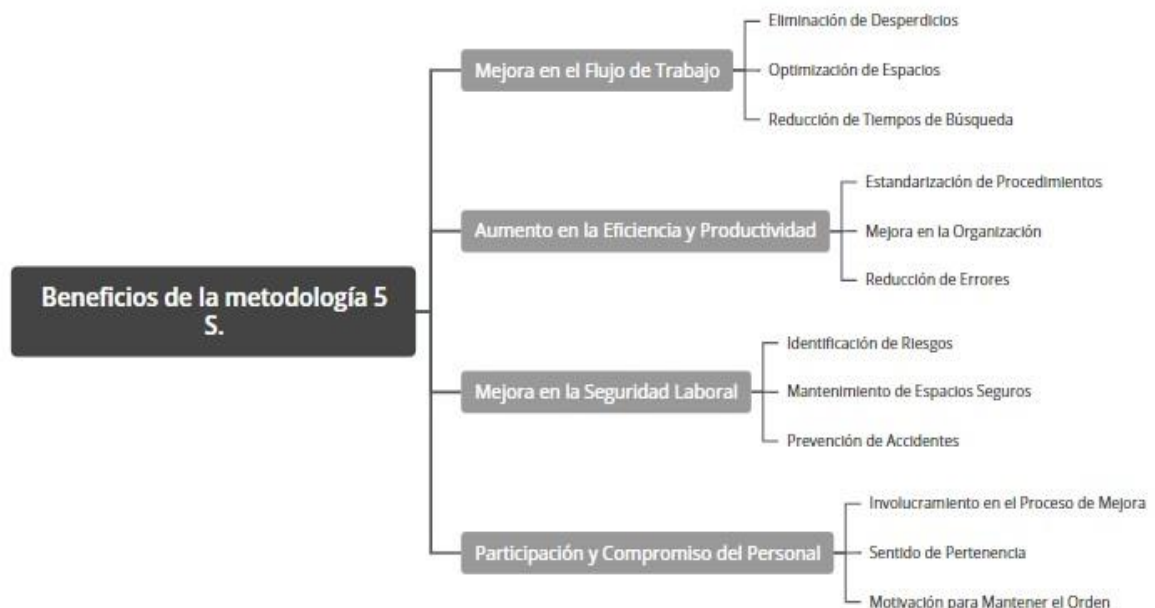 Beneficios de la metodología 5
S.
Mejora en el Flujo de Trabajo
Eliminación de Desperdicios
Optimización de Espacios
Reducción de Tiempos de Búsqueda
Aumento en la Eficiencia y Productividad
Estandarización de Procedimientos
Mejora en la Organización
Reducción de Errores
Mejora en la Seguridad Laboral
Identificación de Riesgos
Mantenimiento de Espacios Seguros
Prevención de Accidentes
Participación y Compromiso del Personal
Involucramiento en el Proceso de Mejora
Sentido de Pertenencia
Motivación para Mantener el Orden